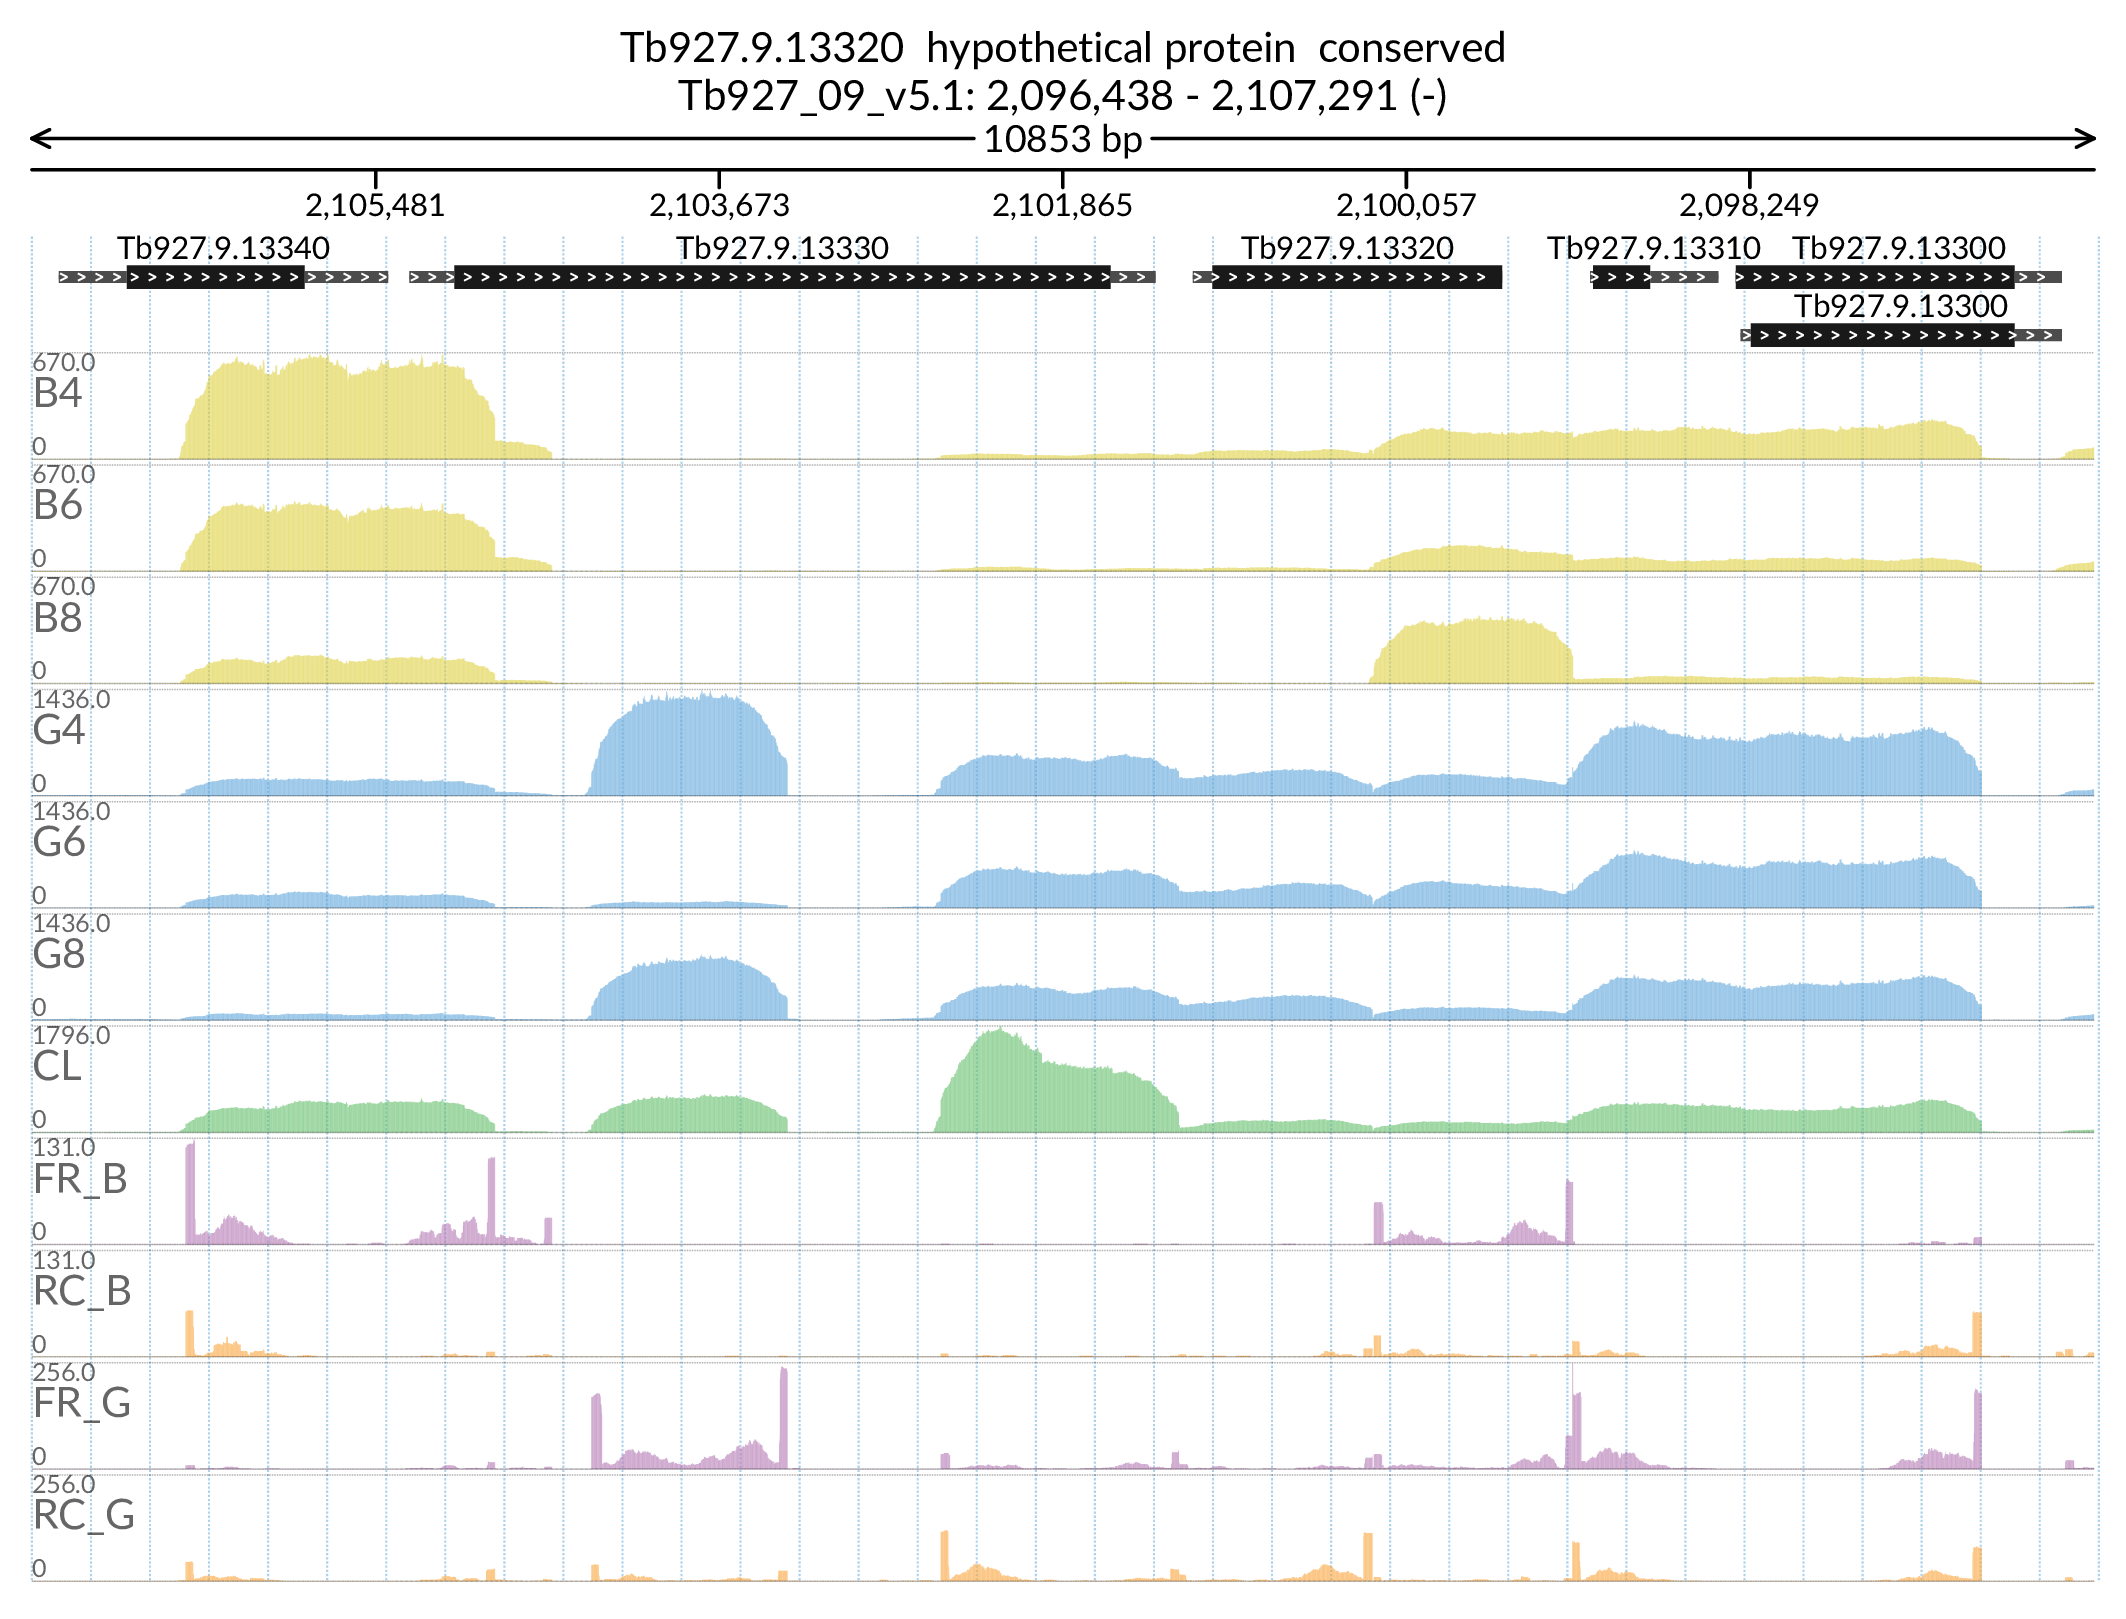 Tb927.9.13320  hypothetical protein  conserved
Tb927_09_v5.1: 2,096,438 - 2,107,291 (-)
10853 bp
2,105,481 2,103,673 2,101,865 2,100,057 2,098,249
Tb927.9.13340 Tb927.9.13330 Tb927.9.13320 Tb927.9.13310 Tb927.9.13300
Tb927.9.13300
670.0
B4
0
670.0
B6
0
670.0
B8
0
1436.0
G4
0
1436.0
G6
0
1436.0
G8
0
1796.0
CL
0
131.0
FR_B
0
131.0
RC_B
0
256.0
FR_G
0
256.0
RC_G
0